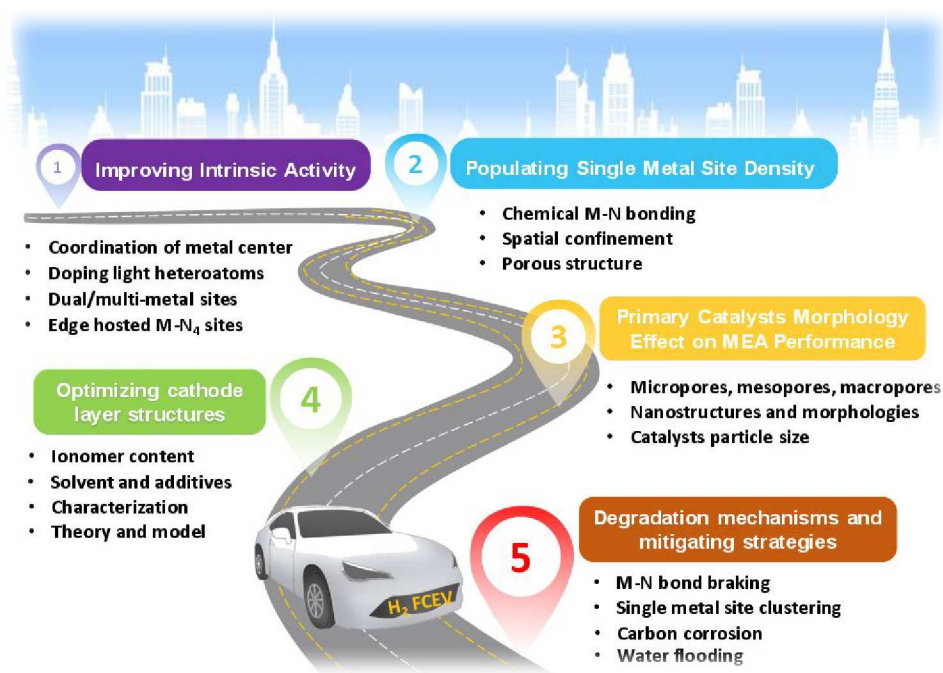 1
Improving Intrinsic Activity
• Coordination of metal center
• Doping light heteroatoms
• Dual/multi-metal sites
• Edge hosted M-N₄ sites
2
Populating Single Metal Site Density
• Chemical M-N bonding
• Spatial confinement
• Porous structure
3
Primary Catalysts Morphology
Effect on MEA Performance
• Micropores, mesopores, macropores
• Nanostructures and morphologies
• Catalysts particle size
4
Optimizing cathode
layer structures
• Ionomer content
• Solvent and additives
• Characterization
• Theory and model
5
Degradation mechanisms and
mitigating strategies
• M-N bond braking
• Single metal site clustering
• Carbon corrosion
• Water flooding
H₂ FCEV